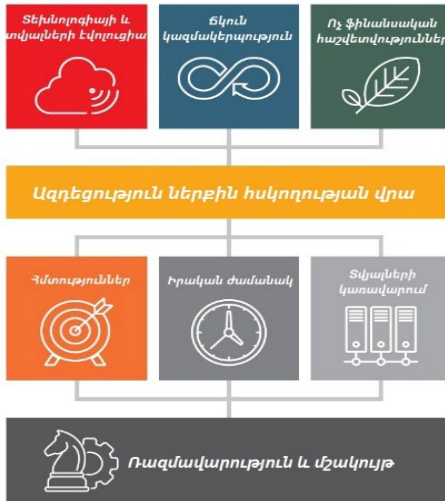 Տեխնոլոգիայի և
տվյալների էվոլուցիա
Ճկուն
կազմակերպություն
Ոչ ֆինանսական
հաշվետվություններ
Ազդեցություն ներքին հսկողության վրա
Հմտություններ
Իրական ժամանակ
Տվյալների
կառավարում
Ռազմավարություն և մշակույթ